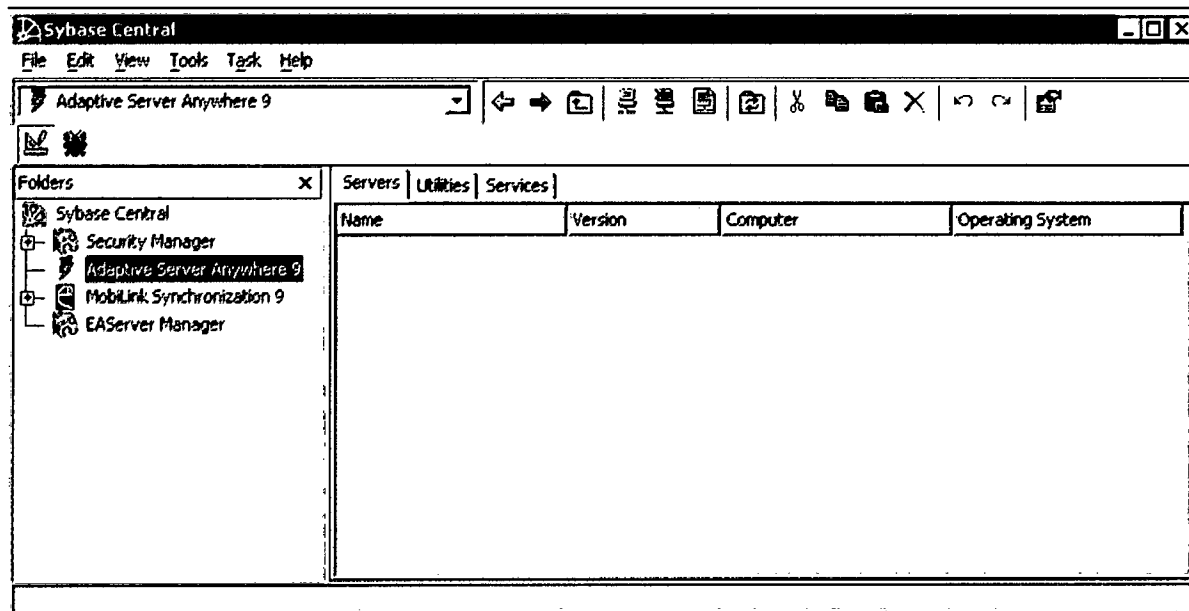 Sybase Central
File Edit View Tools Task Help
Adaptive Server Anywhere 9
Folders
Sybase Central
Security Manager
Adaptive Server Anywhere 9
MobiLink Synchronization 9
EAServer Manager
Servers Utilities Services
Name Version Computer Operating System